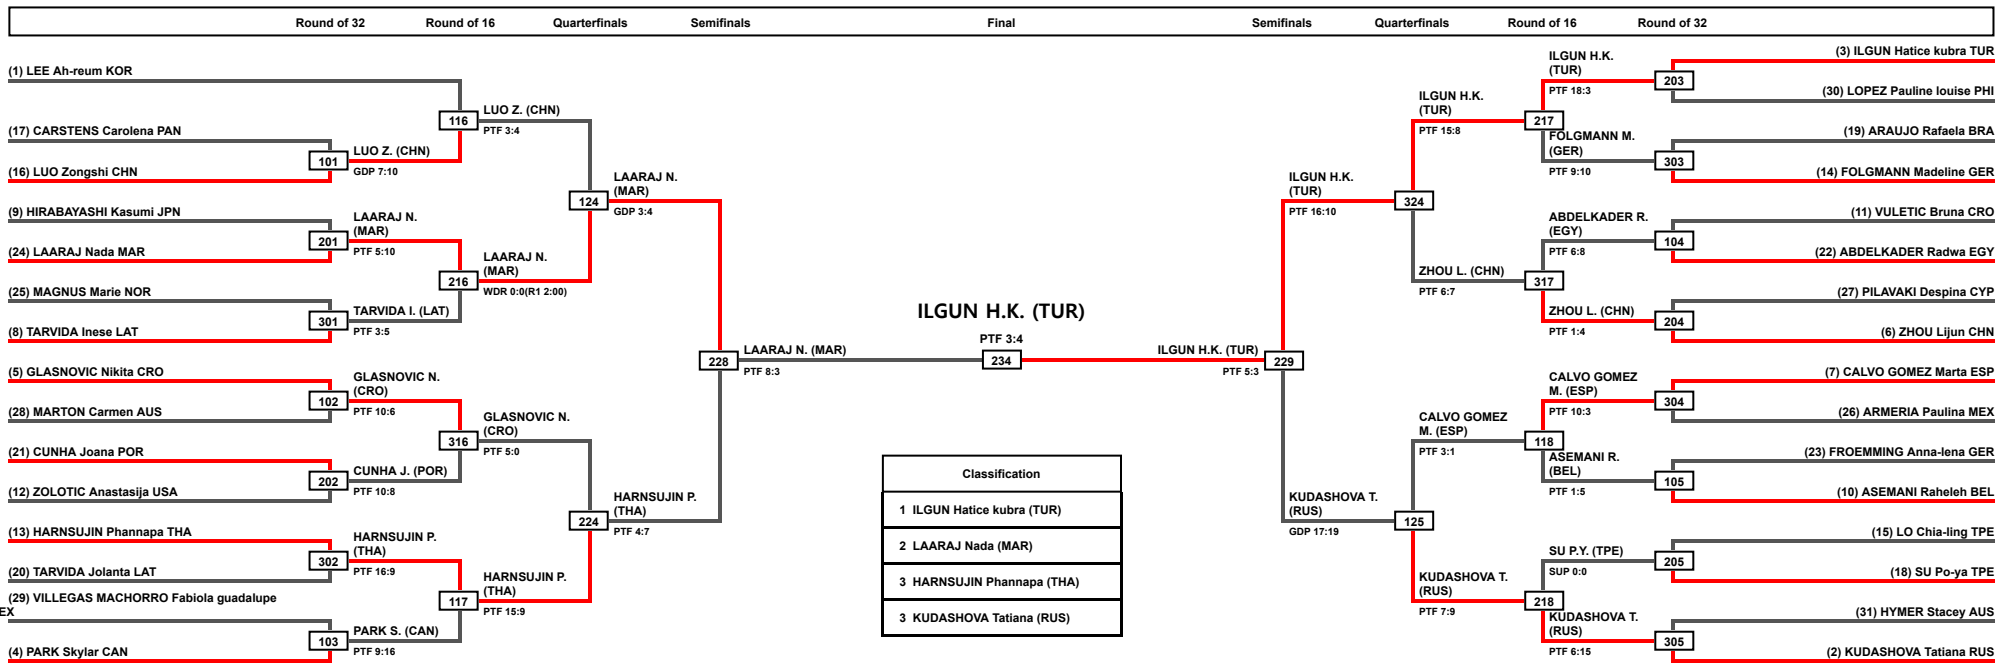 Round of 32 Round of 16 Quarterfinals Semifinals Final Semifinals Quarterfinals Round of 16 Round of 32
(1) LEE Ah-reum KOR
(17) CARSTENS Carolena PAN
(16) LUO Zongshi CHN
(9) HIRABAYASHI Kasumi JPN
(24) LAARAJ Nada MAR
(25) MAGNUS Marie NOR
(8) TARVIDA Inese LAT
(5) GLASNOVIC Nikita CRO
(28) MARTON Carmen AUS
(21) CUNHA Joana POR
(12) ZOLOTIC Anastasija USA
(13) HARNSUJIN Phannapa THA
(20) TARVIDA Jolanta LAT
(29) VILLEGAS MACHORRO Fabiola guadalupe
EX
(4) PARK Skylar CAN
101
LUO Z. (CHN)
GDP 7:10
201
LAARAJ N.
(MAR)
PTF 5:10
301
TARVIDA I. (LAT)
PTF 3:5
102
GLASNOVIC N.
(CRO)
PTF 10:6
202
CUNHA J. (POR)
PTF 10:8
302
HARNSUJIN P.
(THA)
PTF 16:9
103
PARK S. (CAN)
PTF 9:16
116
LUO Z. (CHN)
PTF 3:4
216
LAARAJ N.
(MAR)
WDR 0:0(R1 2:00)
316
GLASNOVIC N.
(CRO)
PTF 5:0
117
HARNSUJIN P.
(THA)
PTF 15:9
124
LAARAJ N.
(MAR)
GDP 3:4
224
HARNSUJIN P.
(THA)
PTF 4:7
228
LAARAJ N. (MAR)
PTF 8:3
ILGUN H.K. (TUR)
PTF 3:4
234
Classification
1 ILGUN Hatice kubra (TUR)
2 LAARAJ Nada (MAR)
3 HARNSUJIN Phannapa (THA)
3 KUDASHOVA Tatiana (RUS)
ILGUN H.K. (TUR)
229
PTF 5:3
ILGUN H.K.
(TUR)
324
PTF 16:10
KUDASHOVA T.
(RUS)
125
GDP 17:19
ILGUN H.K.
(TUR)
217
PTF 15:8
ZHOU L. (CHN)
317
PTF 6:7
CALVO GOMEZ
M. (ESP)
118
PTF 3:1
KUDASHOVA T.
(RUS)
218
PTF 7:9
ILGUN H.K.
(TUR)
203
PTF 18:3
FOLGMANN M.
(GER)
303
PTF 9:10
ABDELKADER R.
(EGY)
104
PTF 6:8
ZHOU L. (CHN)
204
PTF 1:4
CALVO GOMEZ
M. (ESP)
304
PTF 10:3
ASEMANI R.
(BEL)
105
PTF 1:5
SU P.Y. (TPE)
205
SUP 0:0
KUDASHOVA T.
(RUS)
305
PTF 6:15
(3) ILGUN Hatice kubra TUR
(30) LOPEZ Pauline louise PHI
(19) ARAUJO Rafaela BRA
(14) FOLGMANN Madeline GER
(11) VULETIC Bruna CRO
(22) ABDELKADER Radwa EGY
(27) PILAVAKI Despina CYP
(6) ZHOU Lijun CHN
(7) CALVO GOMEZ Marta ESP
(26) ARMERIA Paulina MEX
(23) FROEMMING Anna-lena GER
(10) ASEMANI Raheleh BEL
(15) LO Chia-ling TPE
(18) SU Po-ya TPE
(31) HYMER Stacey AUS
(2) KUDASHOVA Tatiana RUS